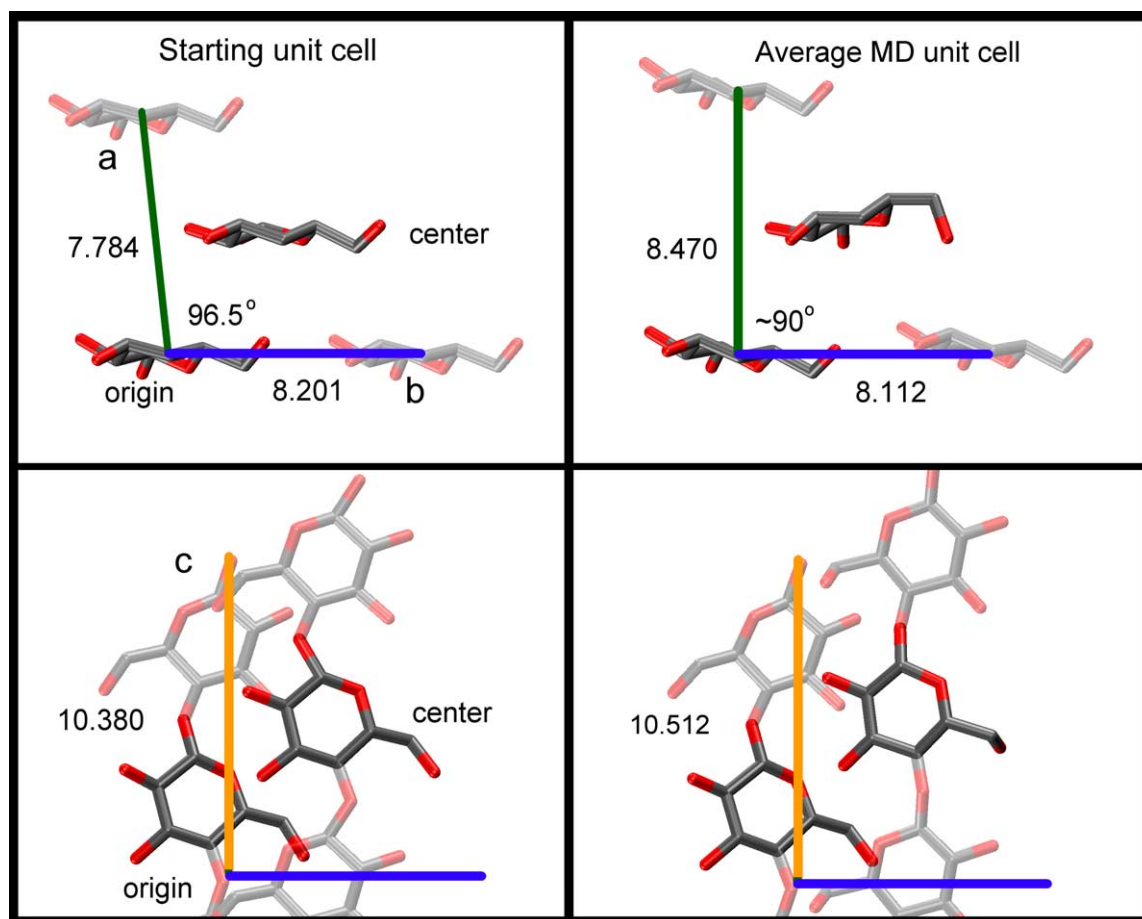 Starting unit cell
a
7.784
center
96.5°
origin
8.201
b
Average MD unit cell
8.470
~90°
8.112
c
10.380
center
origin
10.512